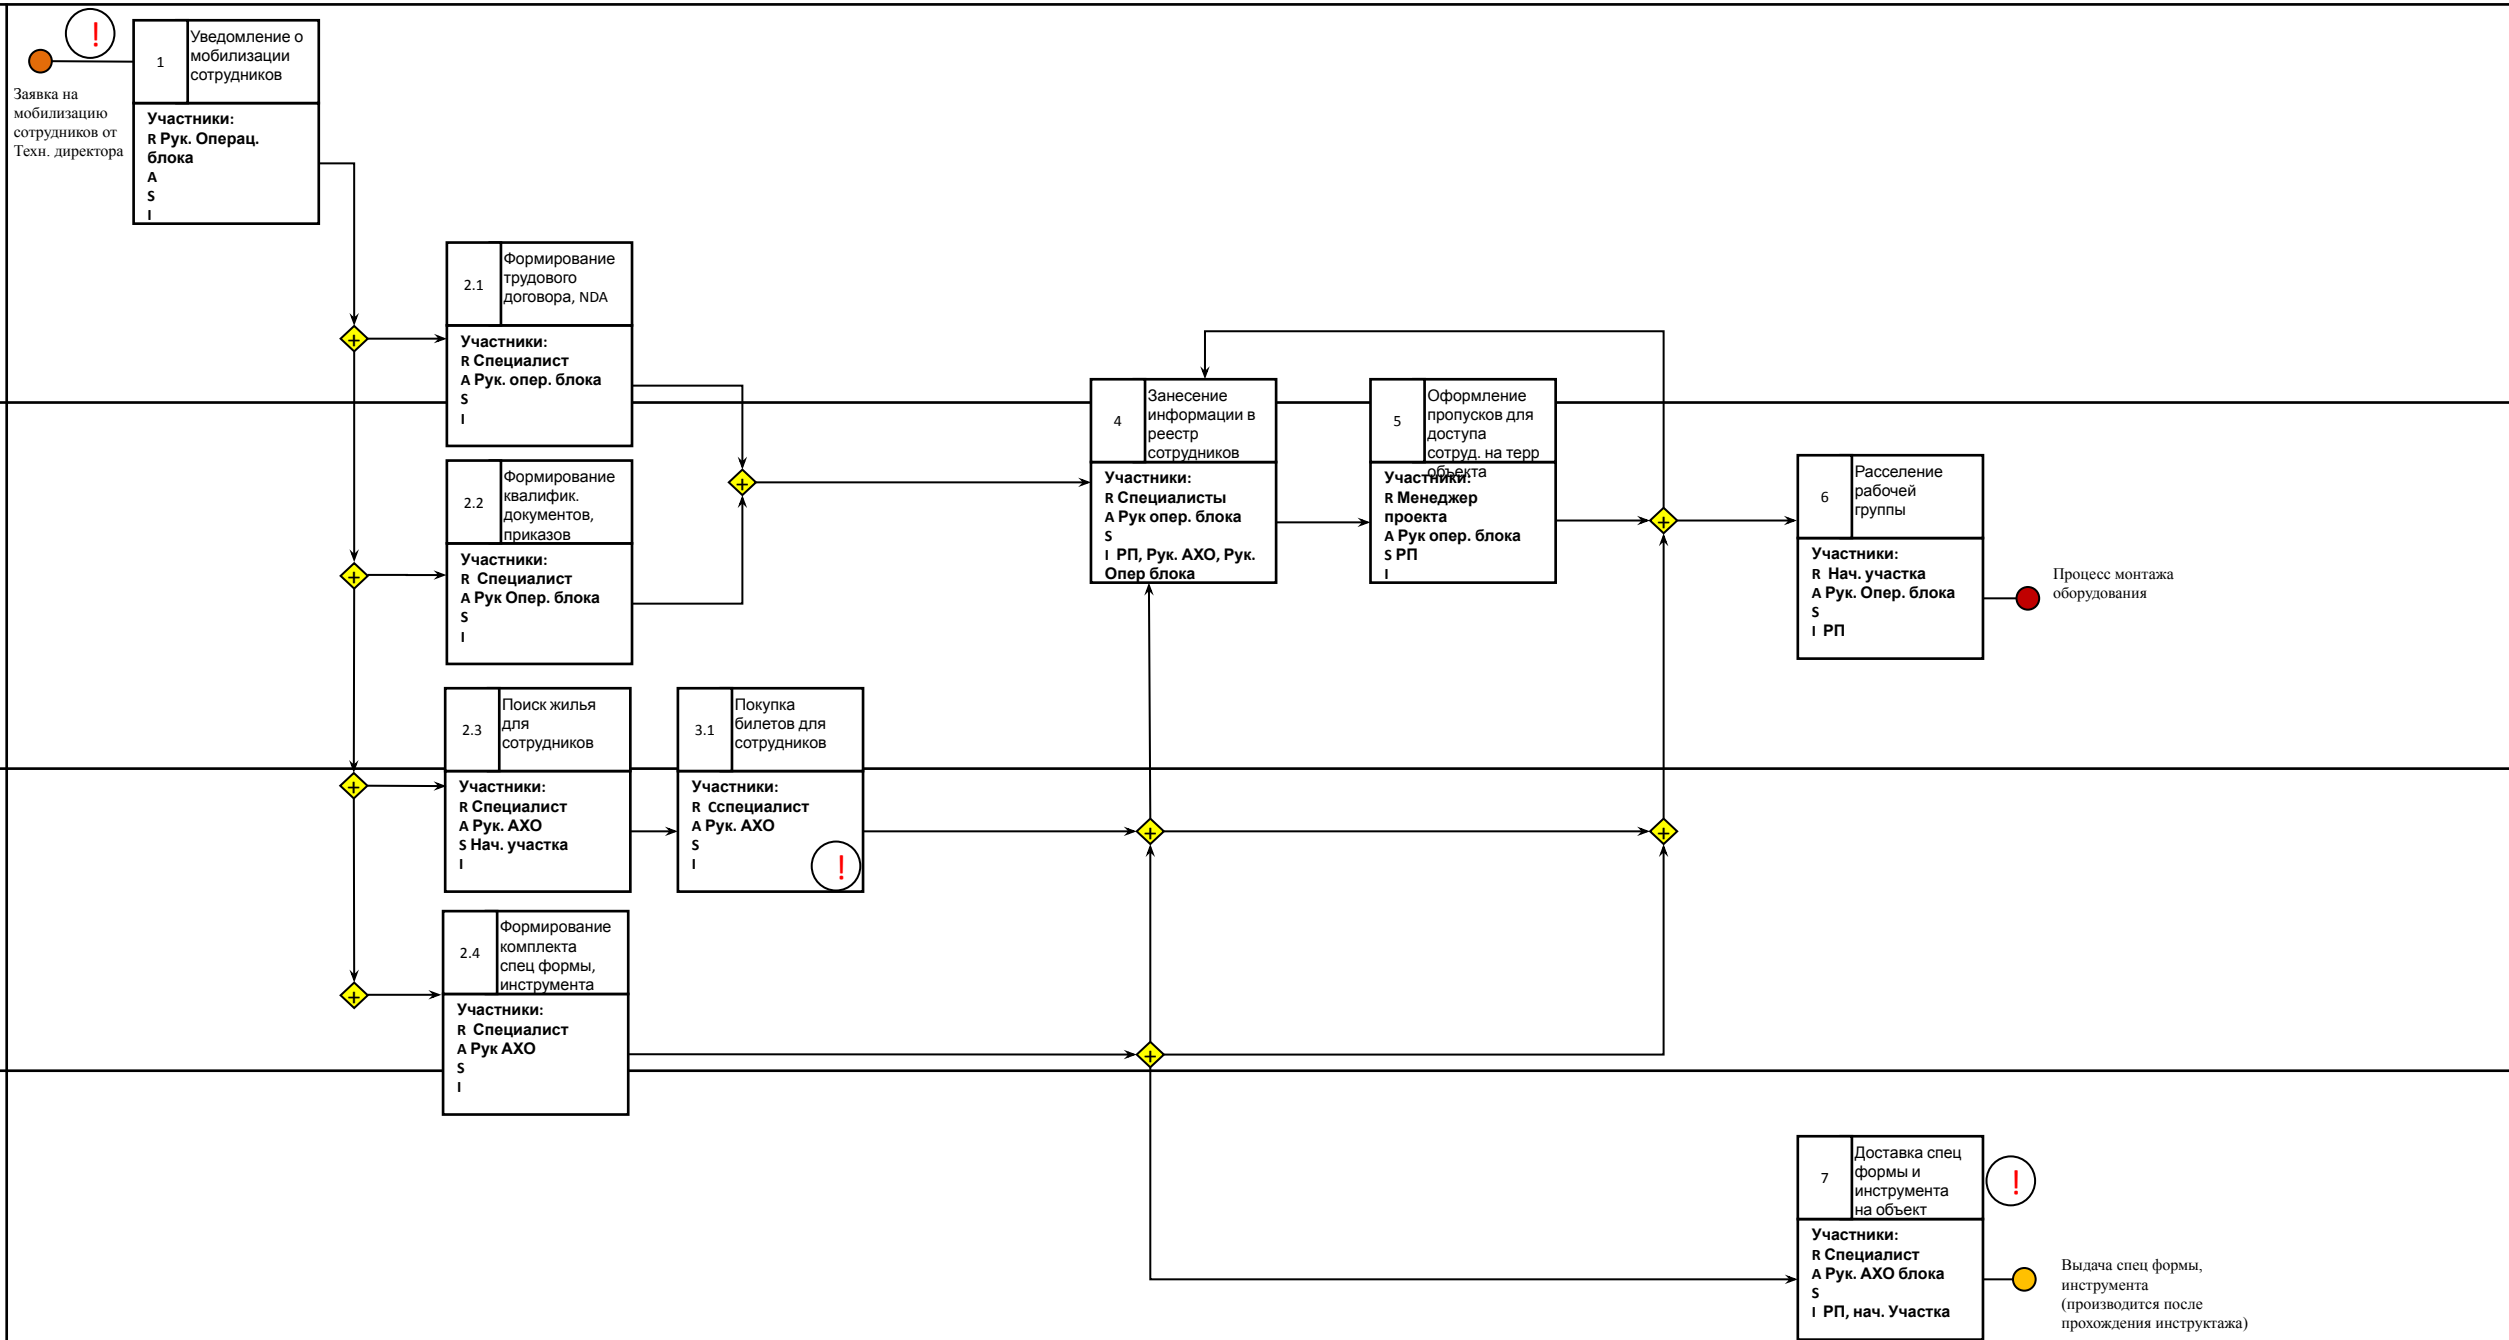 !
1
Уведомление о
мобилизации
сотрудников
Заявка на
мобилизацию
сотрудников от
Техн. директора
Участники:
R Рук. Операц.
блока
A
S
I
2.1
Формирование
трудового
договора, NDA
Участники:
R Специалист
A Рук. опер. блока
S
I
2.2
Формирование
квалифик.
документов,
приказов
Участники:
R Специалист
A Рук Опер. блока
S
I
2.3
Поиск жилья
для
сотрудников
Участники:
R Специалист
A Рук. АХО
S Нач. участка
I
3.1
Покупка
билетов для
сотрудников
Участники:
R Сспециалист
A Рук. АХО
S
I
!
2.4
Формирование
комплекта
спец формы,
инструмента
Участники:
R Специалист
A Рук АХО
S
I
4
Занесение
информации в
реестр
сотрудников
Участники:
R Специалисты
A Рук опер. блока
S
I РП, Рук. АХО, Рук.
Опер блока
5
Оформление
пропусков для
доступа
сотруд. на терр
объекта
Участники:
R Менеджер
проекта
A Рук опер. блока
S РП
I
6
Расселение
рабочей
группы
Участники:
R Нач. участка
A Рук. Опер. блока
S
I РП
Процесс монтажа
оборудования
7
Доставка спец
формы и
инструмента
на объект
!
Участники:
R Специалист
A Рук. АХО блока
S
I РП, нач. Участка
Выдача спец формы,
инструмента
(производится после
прохождения инструктажа)
+
+
+
+
+
+
+
+
+